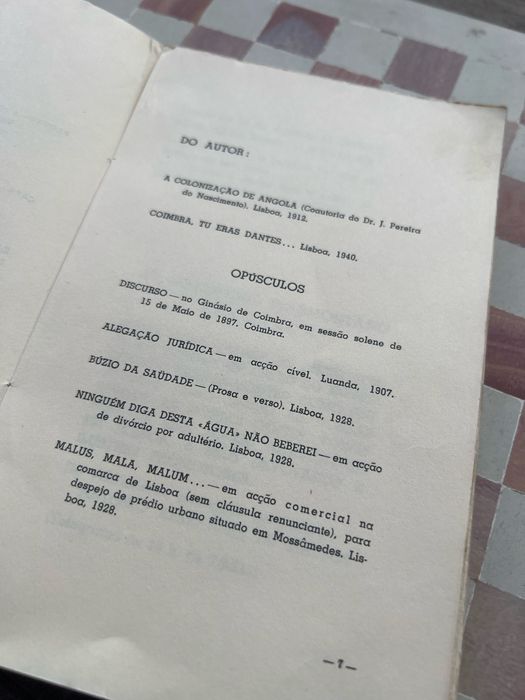 DO AUTOR:
A COLONIZAÇÃO DE ANGOLA (Coautoria do Dr. J. Pereira
do Nascimento). Lisboa, 1912.
COIMBRA, TU ERAS DANTES... Lisboa, 1940.
OPÚSCULOS
DISCURSO — no Ginásio de Coimbra, em sessão solene de
15 de Maio de 1897. Coimbra.
ALEGAÇÃO JURÍDICA — em acção cível. Luanda, 1907.
BÚZIO DA SAÜDADE — (Prosa e verso). Lisboa, 1928.
NINGUÉM DIGA DESTA «ÁGUA» NÃO BEBEREI — em acção
de divórcio por adultério. Lisboa, 1928.
MALUS, MALA, MALUM... — em acção comercial na
comarca de Lisboa (sem cláusula renunciante), para
despejo de prédio urbano situado em Mossâmedes. Lis-
boa, 1928.
— 7 —